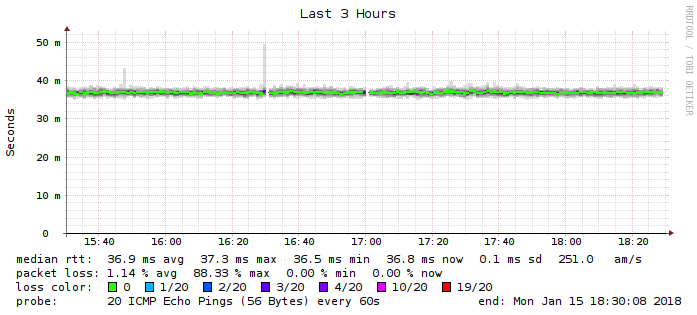 Last 3 Hours
RRDTOOL / TOBI OETIKER
Seconds
50 m
40 m
30 m
20 m
10 m
0
15:40 16:00 16:20 16:40 17:00 17:20 17:40 18:00 18:20
median rtt: 36.9 ms avg 37.3 ms max 36.5 ms min 36.8 ms now 0.1 ms sd 251.0 am/s
packet loss: 1.14 % avg 88.33 % max 0.00 % min 0.00 % now
loss color: 0 1/20 2/20 3/20 4/20 10/20 19/20
probe: 20 ICMP Echo Pings (56 Bytes) every 60s end: Mon Jan 15 18:30:08 2018